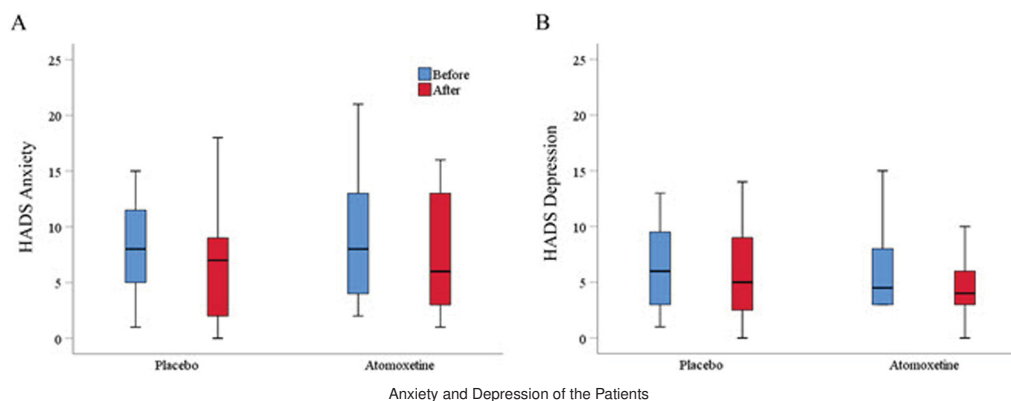 A
HADS Anxiety
25
20
15
10
5
0
Before
After
Placebo
Atomoxetine
B
HADS Depression
25
20
15
10
5
0
Placebo
Atomoxetine
Anxiety and Depression of the Patients